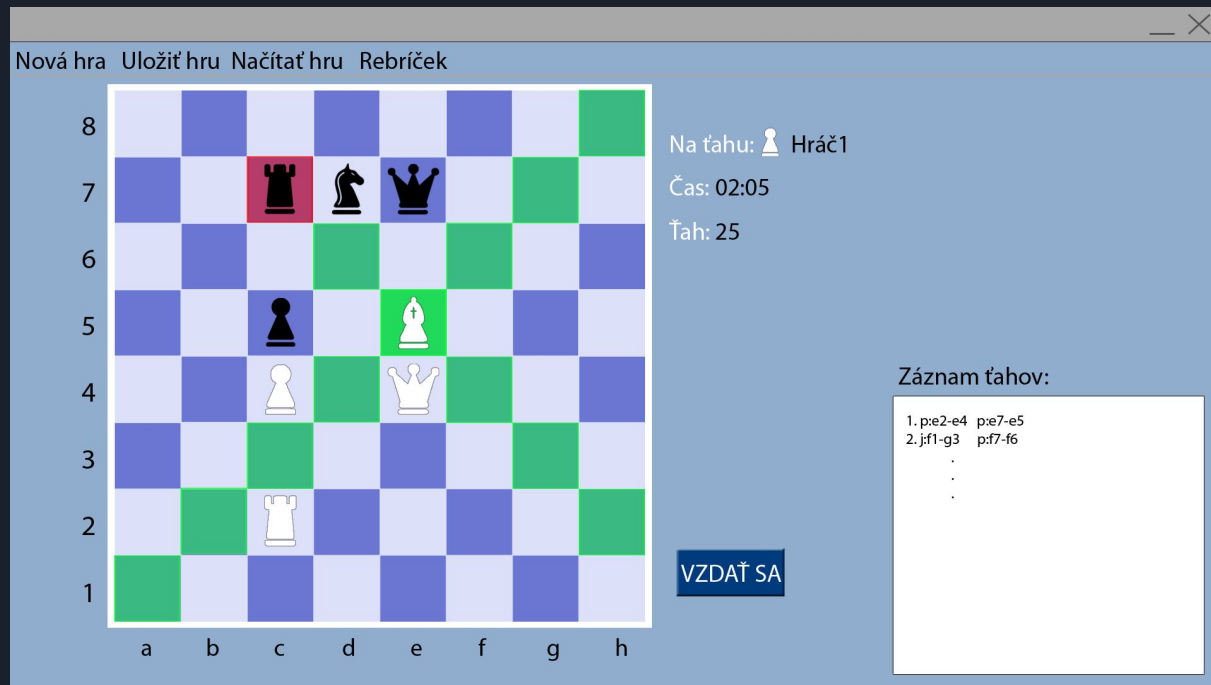 Nová hra Uložiť hru Načítať hru Rebríček
8
7
6
5
4
3
2
1
a b c d e f g h
Na ťahu: Hráč1
Čas: 02:05
Ťah: 25
Záznam ťahov:
1. p:e2-e4 p:e7-e5
2. j:f1-g3 p:f7-f6
.
.
.
VZDAŤ SA